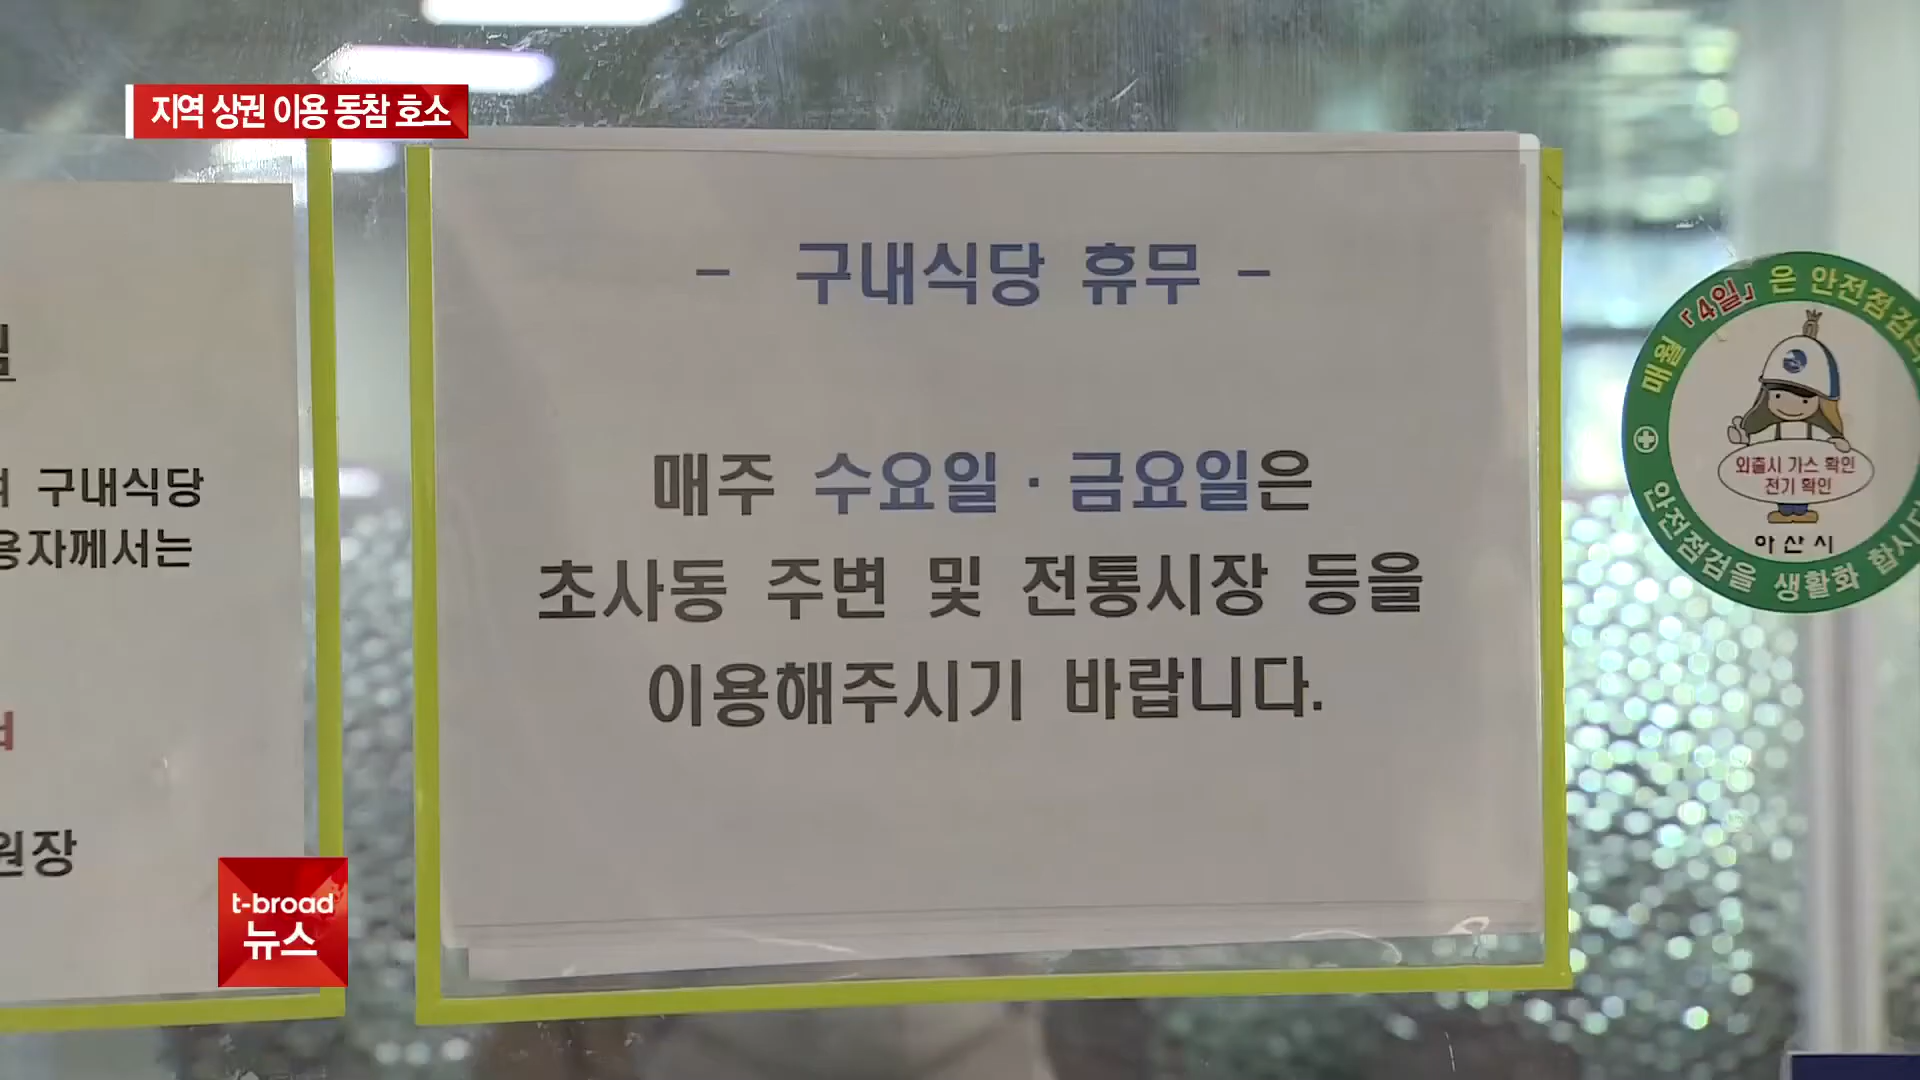 지역 상권 이용 동참 호소
- 구내식당 휴무 -
매주 수요일 · 금요일은
초사동 주변 및 전통시장 등을
이용해주시기 바랍니다.
구내식당
용자께서는
원장
매월 「4일」은 안전점검의
외출시 가스 확인
전기 확인
아산시
안전점검을 생활화 합시다
t-broad
뉴스